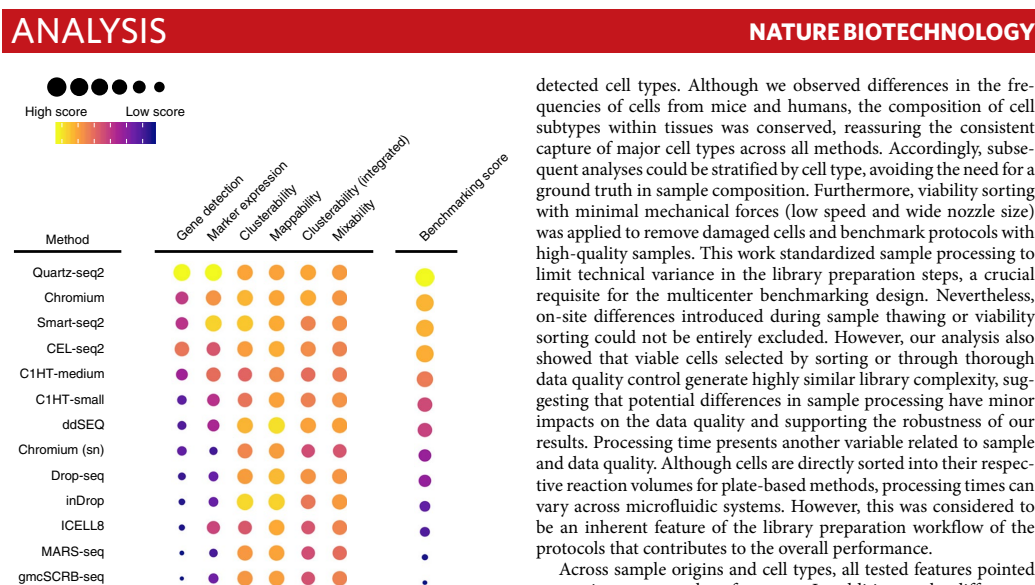 ANALYSIS
NATURE BIOTECHNOLOGY
High score
Low score
Method
Gene detection
Marker expression
Clusterability
Mappability
Clusterability (integrated)
Mixability
Benchmarking score
Quartz-seq2
Chromium
Smart-seq2
CEL-seq2
C1HT-medium
C1HT-small
ddSEQ
Chromium (sn)
Drop-seq
inDrop
ICELL8
MARS-seq
gmcSCRB-seq
detected cell types. Although we observed differences in the fre-
quencies of cells from mice and humans, the composition of cell
subtypes within tissues was conserved, reassuring the consistent
capture of major cell types across all methods. Accordingly, subse-
quent analyses could be stratified by cell type, avoiding the need for a
ground truth in sample composition. Furthermore, viability sorting
with minimal mechanical forces (low speed and wide nozzle size)
was applied to remove damaged cells and benchmark protocols with
high-quality samples. This work standardized sample processing to
limit technical variance in the library preparation steps, a crucial
requisite for the multicenter benchmarking design. Nevertheless,
on-site differences introduced during sample thawing or viability
sorting could not be entirely excluded. However, our analysis also
showed that viable cells selected by sorting or through thorough
data quality control generate highly similar library complexity, sug-
gesting that potential differences in sample processing have minor
impacts on the data quality and supporting the robustness of our
results. Processing time presents another variable related to sample
and data quality. Although cells are directly sorted into their respec-
tive reaction volumes for plate-based methods, processing times can
vary across microfluidic systems. However, this was considered to
be an inherent feature of the library preparation workflow of the
protocols that contributes to the overall performance.
Across sample origins and cell types, all tested features pointed